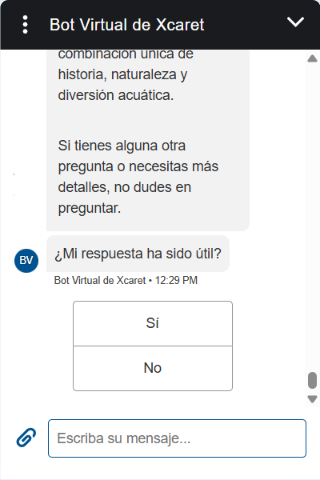 Bot Virtual de Xcaret
combinación única de
historia, naturaleza y
diversión acuática.
Si tienes alguna otra
pregunta o necesitas más
detalles, no dudes en
preguntar.
¿Mi respuesta ha sido útil?
BV
Bot Virtual de Xcaret • 12:29 PM
Sí
No
Escriba su mensaje...